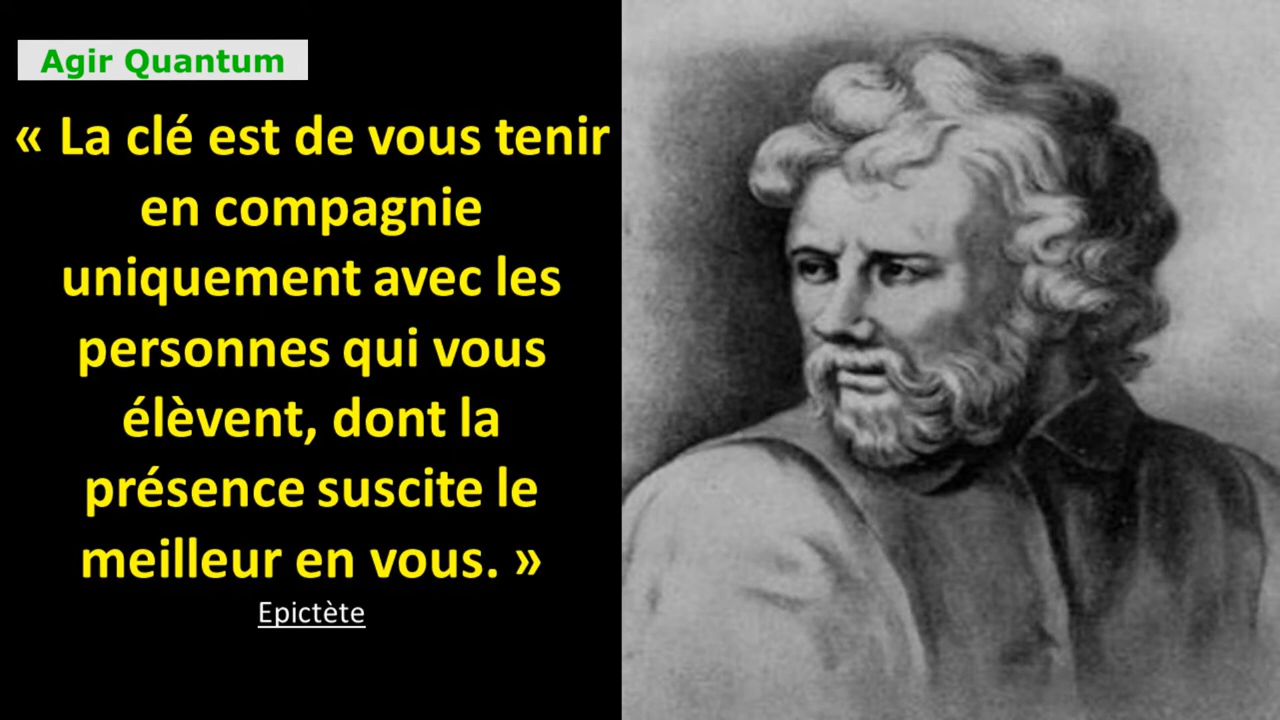 Agir Quantum
« La clé est de vous tenir
en compagnie
uniquement avec les
personnes qui vous
élèvent, dont la
présence suscite le
meilleur en vous. »
Epictète